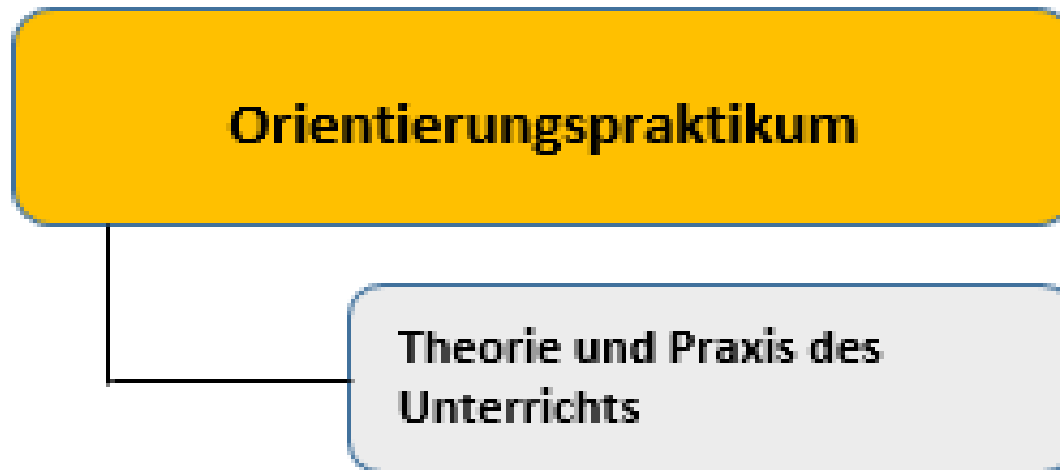 Orientierungspraktikum
Theorie und Praxis des
Unterrichts